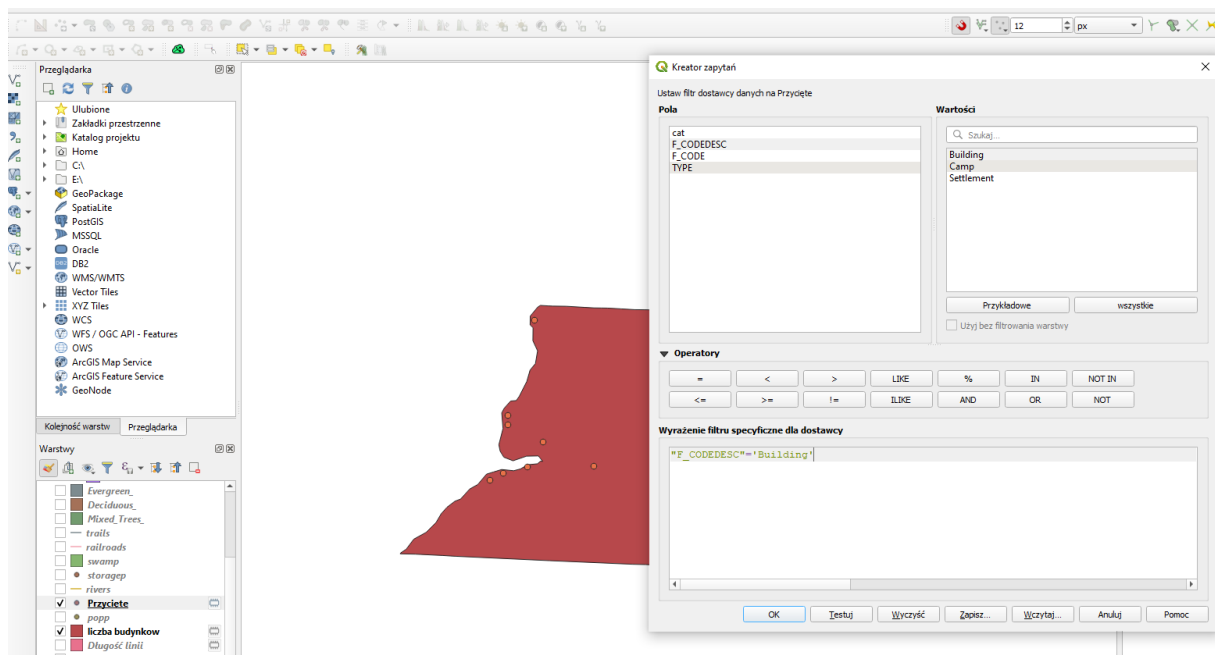 12
px
Przeglądarka
Ulubione
Zakładki przestrzenne
Katalog projektu
Home
C:\
E:\
GeoPackage
SpatiaLite
PostGIS
MSSQL
Oracle
DB2
DB2
WMS/WMTS
Vector Tiles
XYZ Tiles
WCS
WFS / OGC API - Features
OWS
ArcGIS Map Service
ArcGIS Feature Service
GeoNode
Kolejność warstw Przeglądarka
Warstwy
Evergreen_
Deciduous_
Mixed_Trees_
trails
railroads
swamp
storagep
rivers
Przyciete
popp
liczba budynkow
Długość linii
Kreator zapytań
Ustaw filtr dostawcy danych na Przycięte
Pola
Wartości
cat
F_CODEDESC
F_CODE
TYPE
Szukaj...
Building
Camp
Settlement
Przykładowe wszystkie
Użyj bez filtrowania warstwy
Operatory
= < > LIKE % IN NOT IN
<= >= != ILIKE AND OR NOT
Wyrażenie filtru specyficzne dla dostawcy
"F_CODEDESC"='Building'
OK Testuj Wyczyść Zapisz... Wczytaj... Anuluj Pomoc